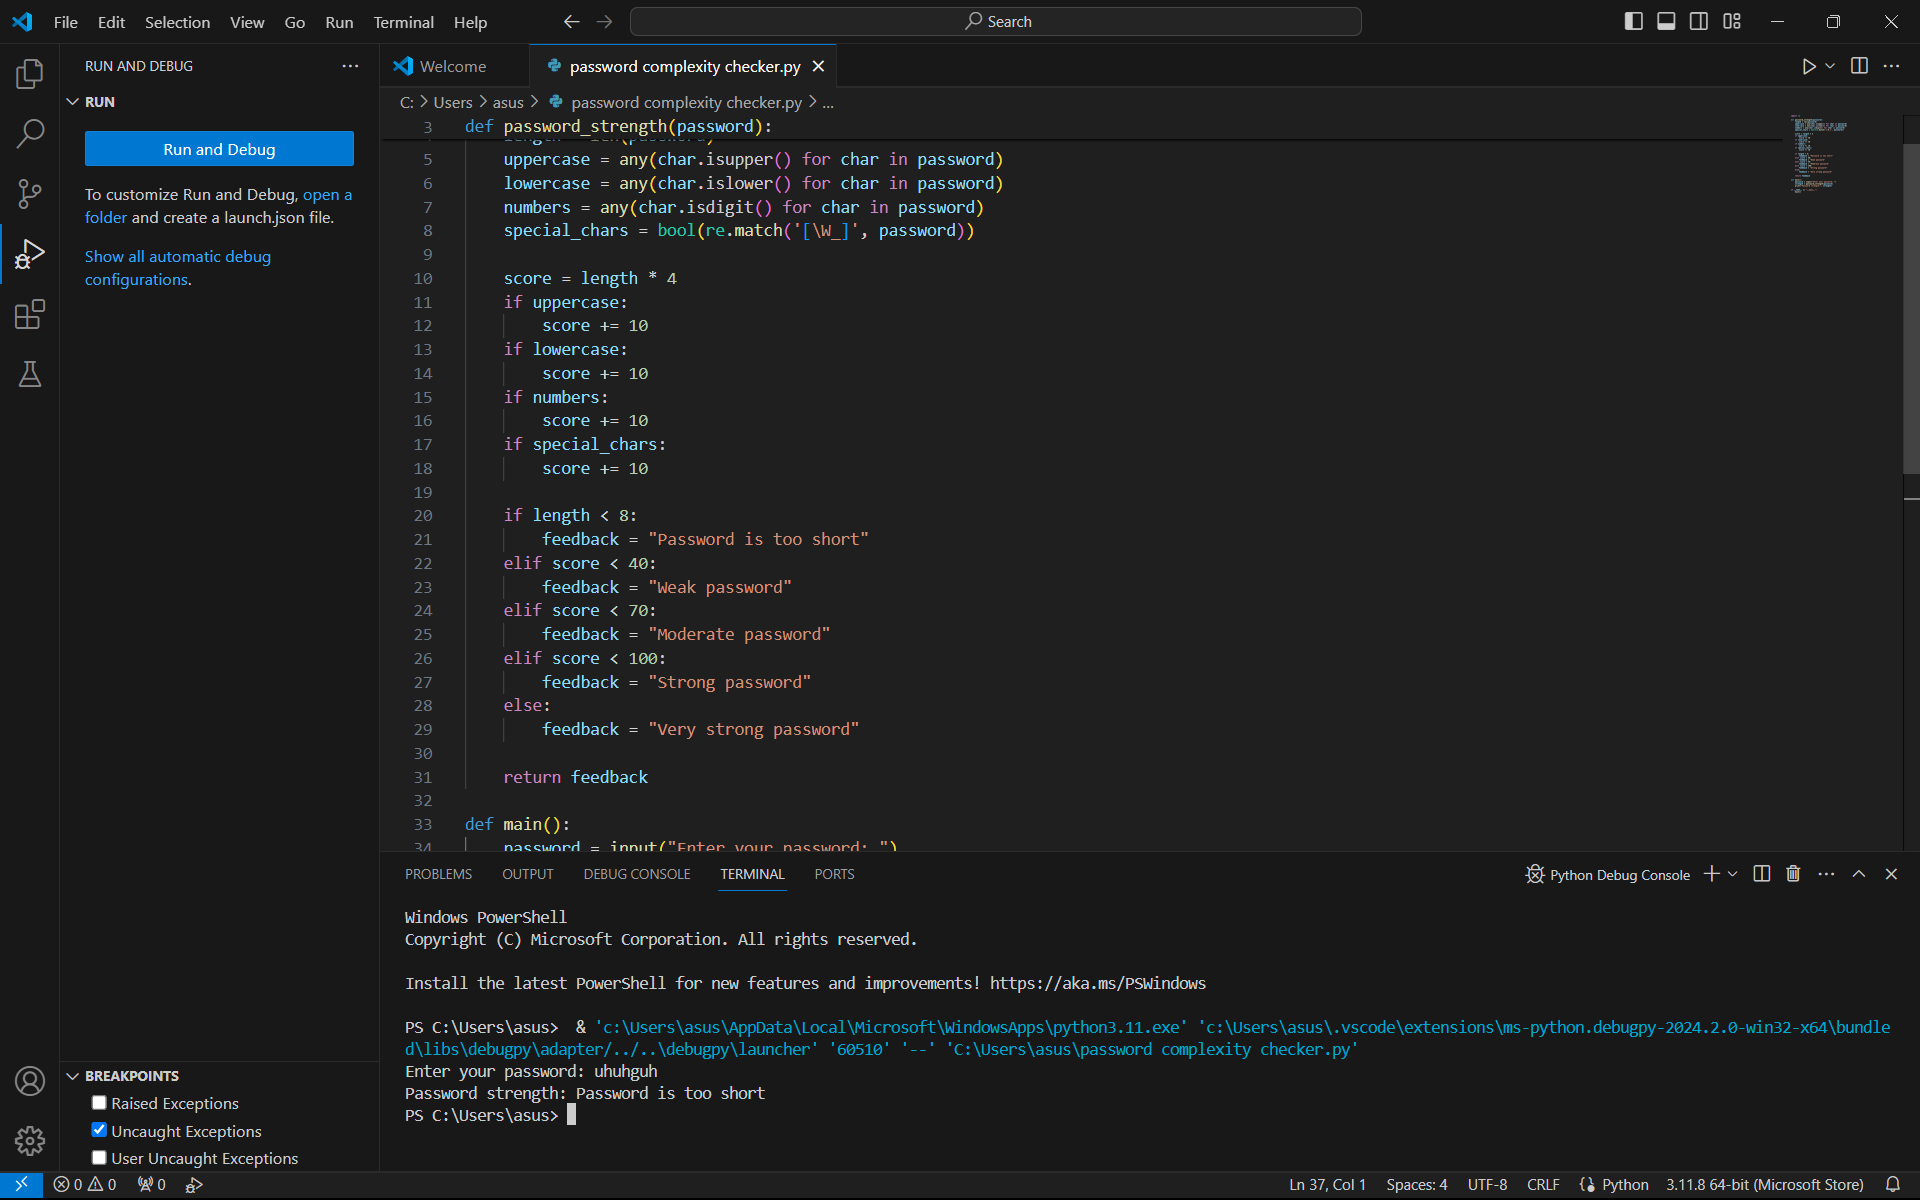 File Edit Selection View Go Run Terminal Help
Search
RUN AND DEBUG
RUN
Run and Debug
To customize Run and Debug, open a
folder and create a launch.json file.
Show all automatic debug
configurations.
BREAKPOINTS
Raised Exceptions
Uncaught Exceptions
User Uncaught Exceptions
Welcome password complexity checker.py
C: > Users > asus > password complexity checker.py > ...
3 def password_strength(password):
5 uppercase = any(char.isupper() for char in password)
6 lowercase = any(char.islower() for char in password)
7 numbers = any(char.isdigit() for char in password)
8 special_chars = bool(re.match('[\W_]', password))
9
10 score = length * 4
11 if uppercase:
12 score += 10
13 if lowercase:
14 score += 10
15 if numbers:
16 score += 10
17 if special_chars:
18 score += 10
19
20 if length < 8:
21 feedback = "Password is too short"
22 elif score < 40:
23 feedback = "Weak password"
24 elif score < 70:
25 feedback = "Moderate password"
26 elif score < 100:
27 feedback = "Strong password"
28 else:
29 feedback = "Very strong password"
30
31 return feedback
32
33 def main():
34 password = input("Enter your password: ")
PROBLEMS OUTPUT DEBUG CONSOLE TERMINAL PORTS
Python Debug Console
Windows PowerShell
Copyright (C) Microsoft Corporation. All rights reserved.
Install the latest PowerShell for new features and improvements! https://aka.ms/PSWindows
PS C:\Users\asus>  & 'c:\Users\asus\AppData\Local\Microsoft\WindowsApps\python3.11.exe' 'c:\Users\asus\.vscode\extensions\ms-python.debugpy-2024.2.0-win32-x64\bundle
d\libs\debugpy\adapter/../..\debugpy\launcher' '60510' '--' 'C:\Users\asus\password complexity checker.py'
Enter your password: uhuhguh
Password strength: Password is too short
PS C:\Users\asus>
0 0 0
Ln 37, Col 1 Spaces: 4 UTF-8 CRLF Python 3.11.8 64-bit (Microsoft Store)